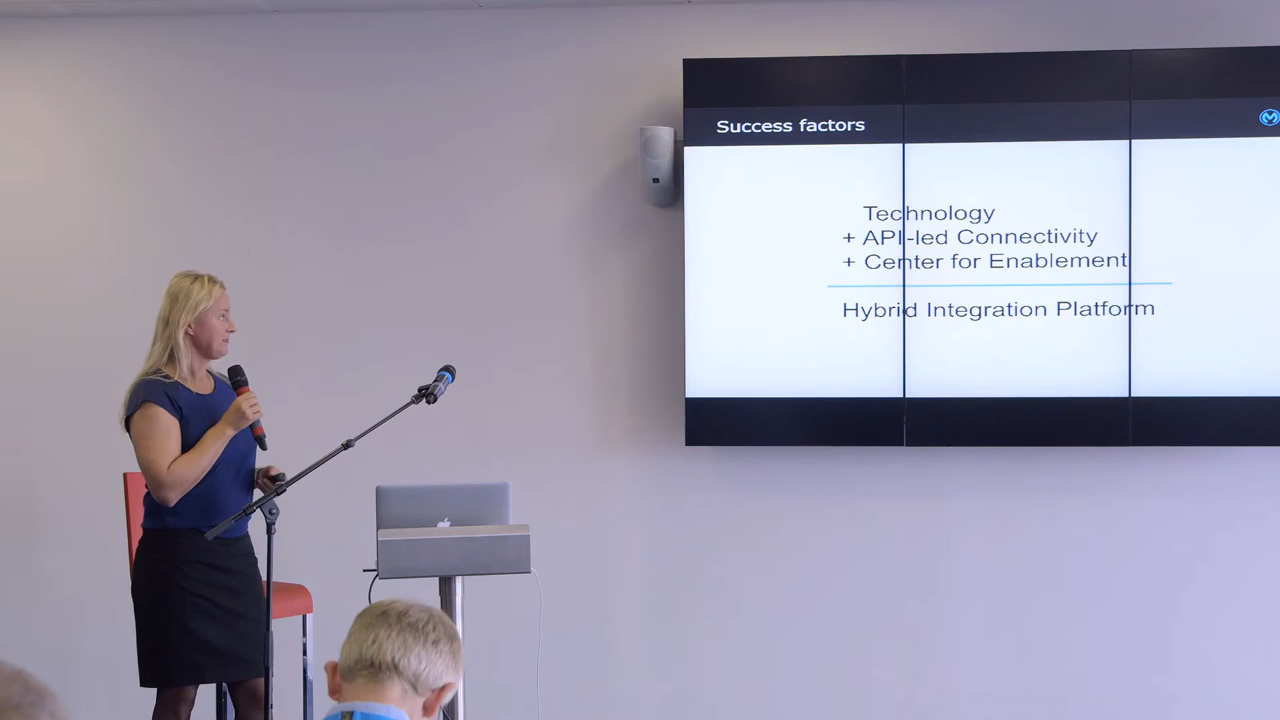 Success factors
Technology
+ API-led Connectivity
+ Center for Enablement
Hybrid Integration Platform